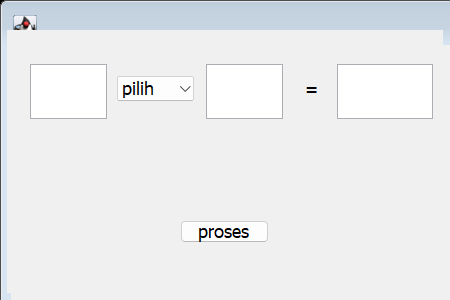 pilih =
proses